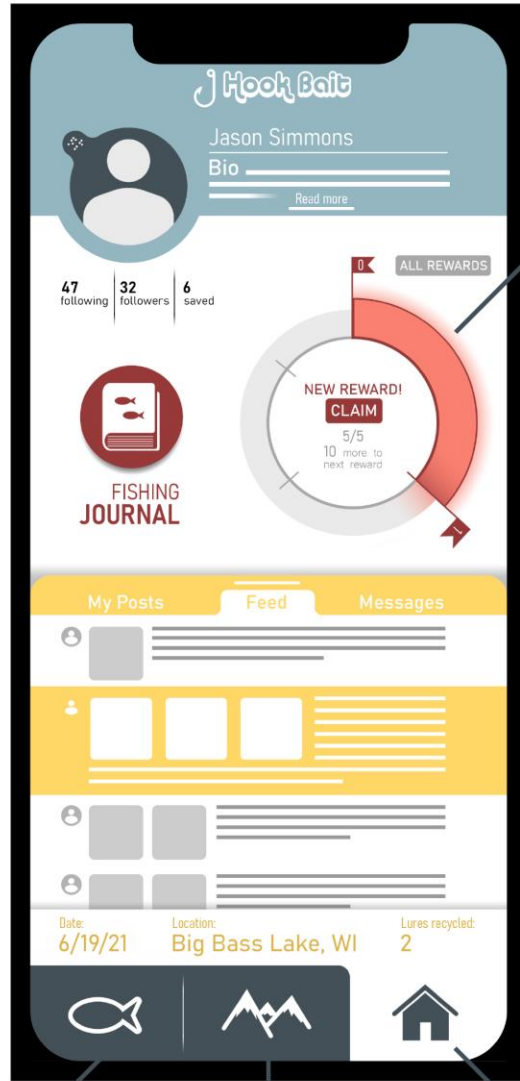 J Hook Bait
Jason Simmons
Bio
Read more
47 following
32 followers
6 saved
0
ALL REWARDS
NEW REWARD!
CLAIM
5/5
10 more to
next reward
1
FISHING
JOURNAL
My Posts
Feed
Messages
Date:
6/19/21
Location:
Big Bass Lake, WI
Lures recycled:
2